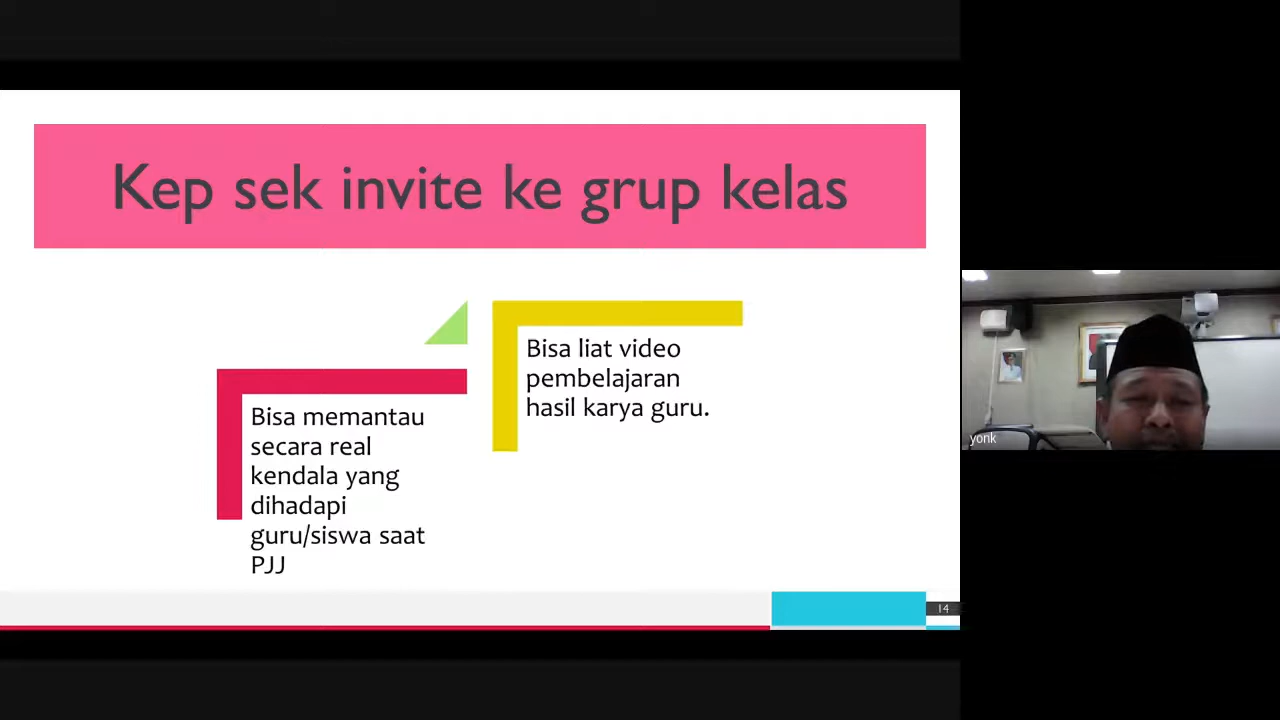 Kep sek invite ke grup kelas
Bisa memantau
secara real
kendala yang
dihadapi
guru/siswa saat
PJJ
Bisa liat video
pembelajaran
hasil karya guru.
14
yonk